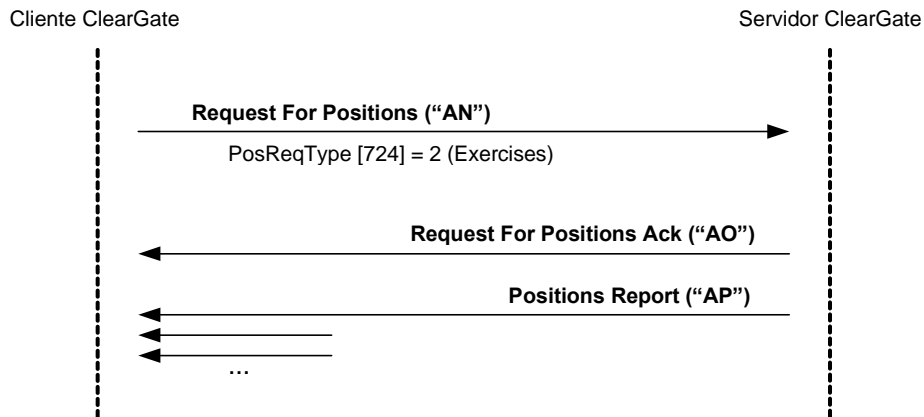 Cliente ClearGate
Servidor ClearGate
Request For Positions (“AN”)
PosReqType [724] = 2 (Exercises)
Request For Positions Ack (“AO”)
Positions Report (“AP”)
…